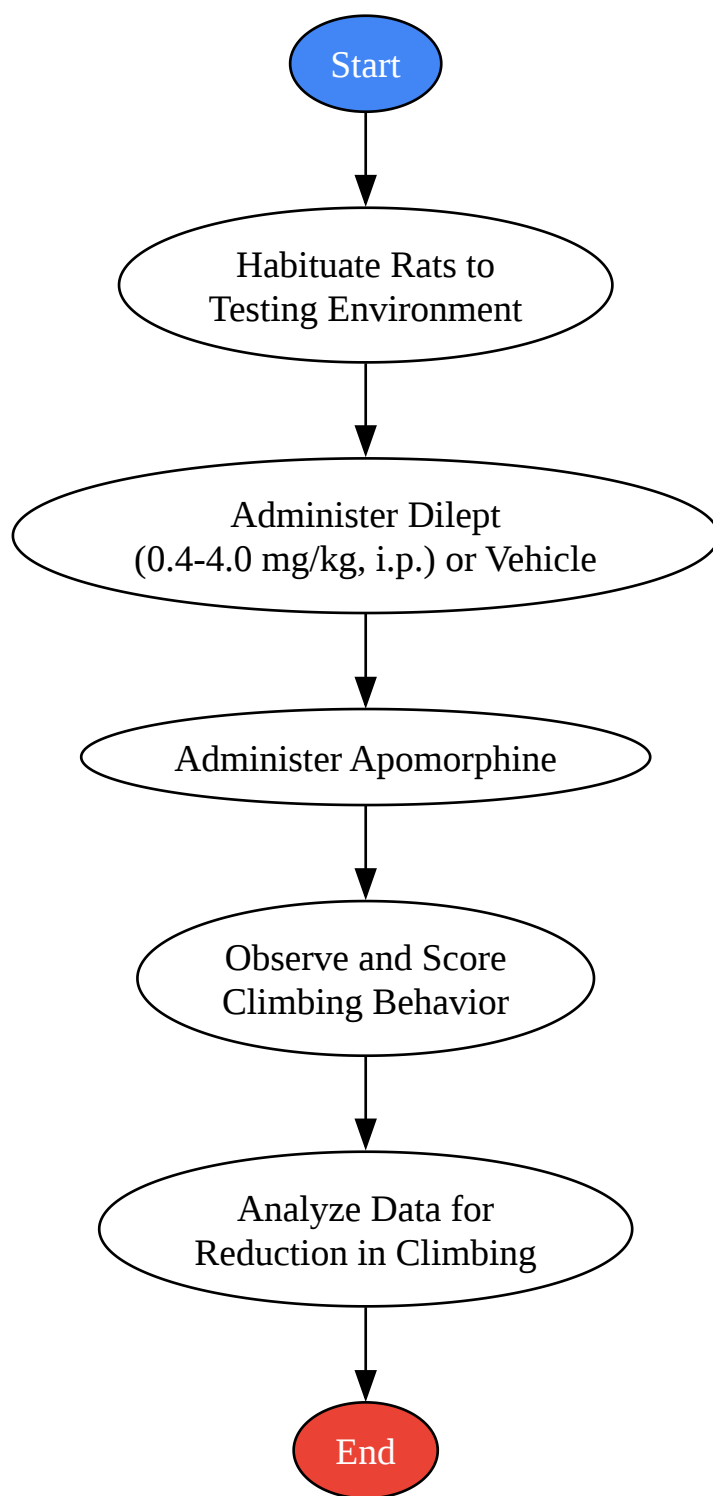 Start
Habituate Rats to
Testing Environment
Administer Dilept
(0.4-4.0 mg/kg, i.p.) or Vehicle
Administer Apomorphine
Observe and Score
Climbing Behavior
Analyze Data for
Reduction in Climbing
End